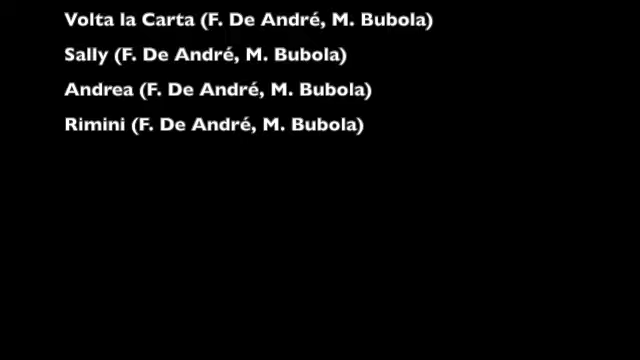 Volta la Carta (F. De André, M. Bubola)
Sally (F. De André, M. Bubola)
Andrea (F. De André, M. Bubola)
Rimini (F. De André, M. Bubola)